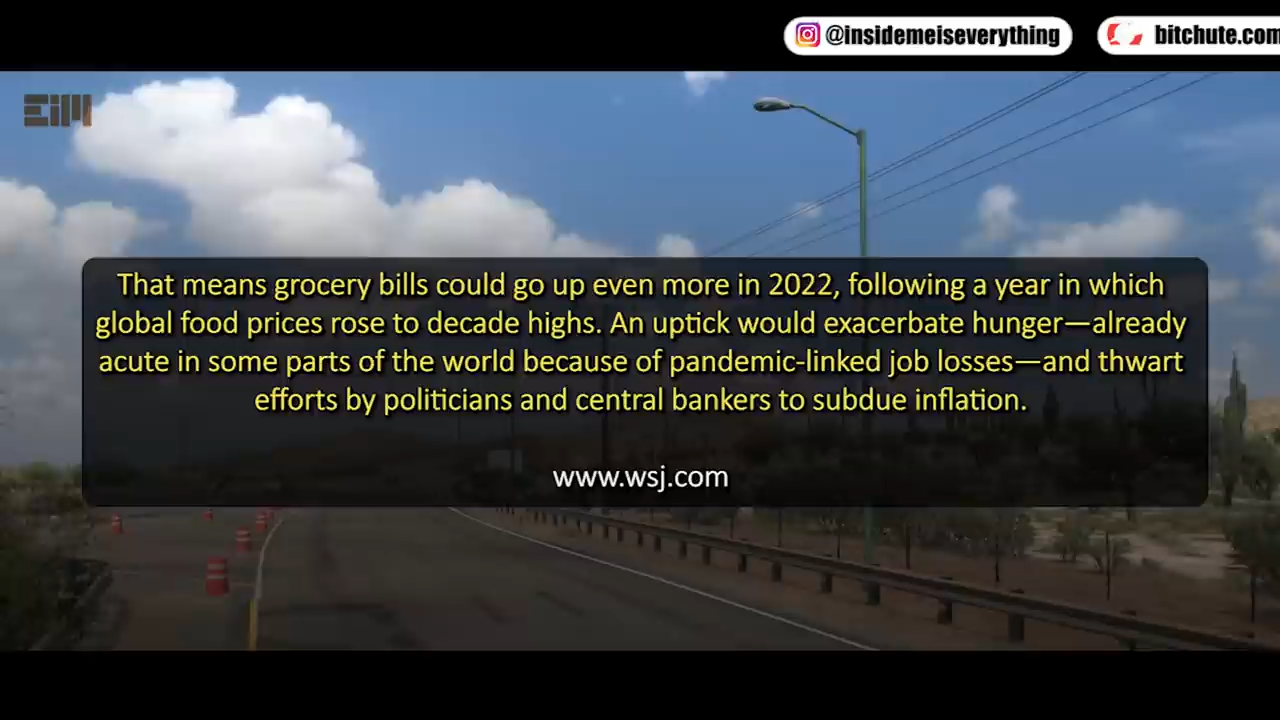 @insidemeiseverything
bitchute.com
EiM
That means grocery bills could go up even more in 2022, following a year in which
global food prices rose to decade highs. An uptick would exacerbate hunger—already
acute in some parts of the world because of pandemic-linked job losses—and thwart
efforts by politicians and central bankers to subdue inflation.
www.wsj.com